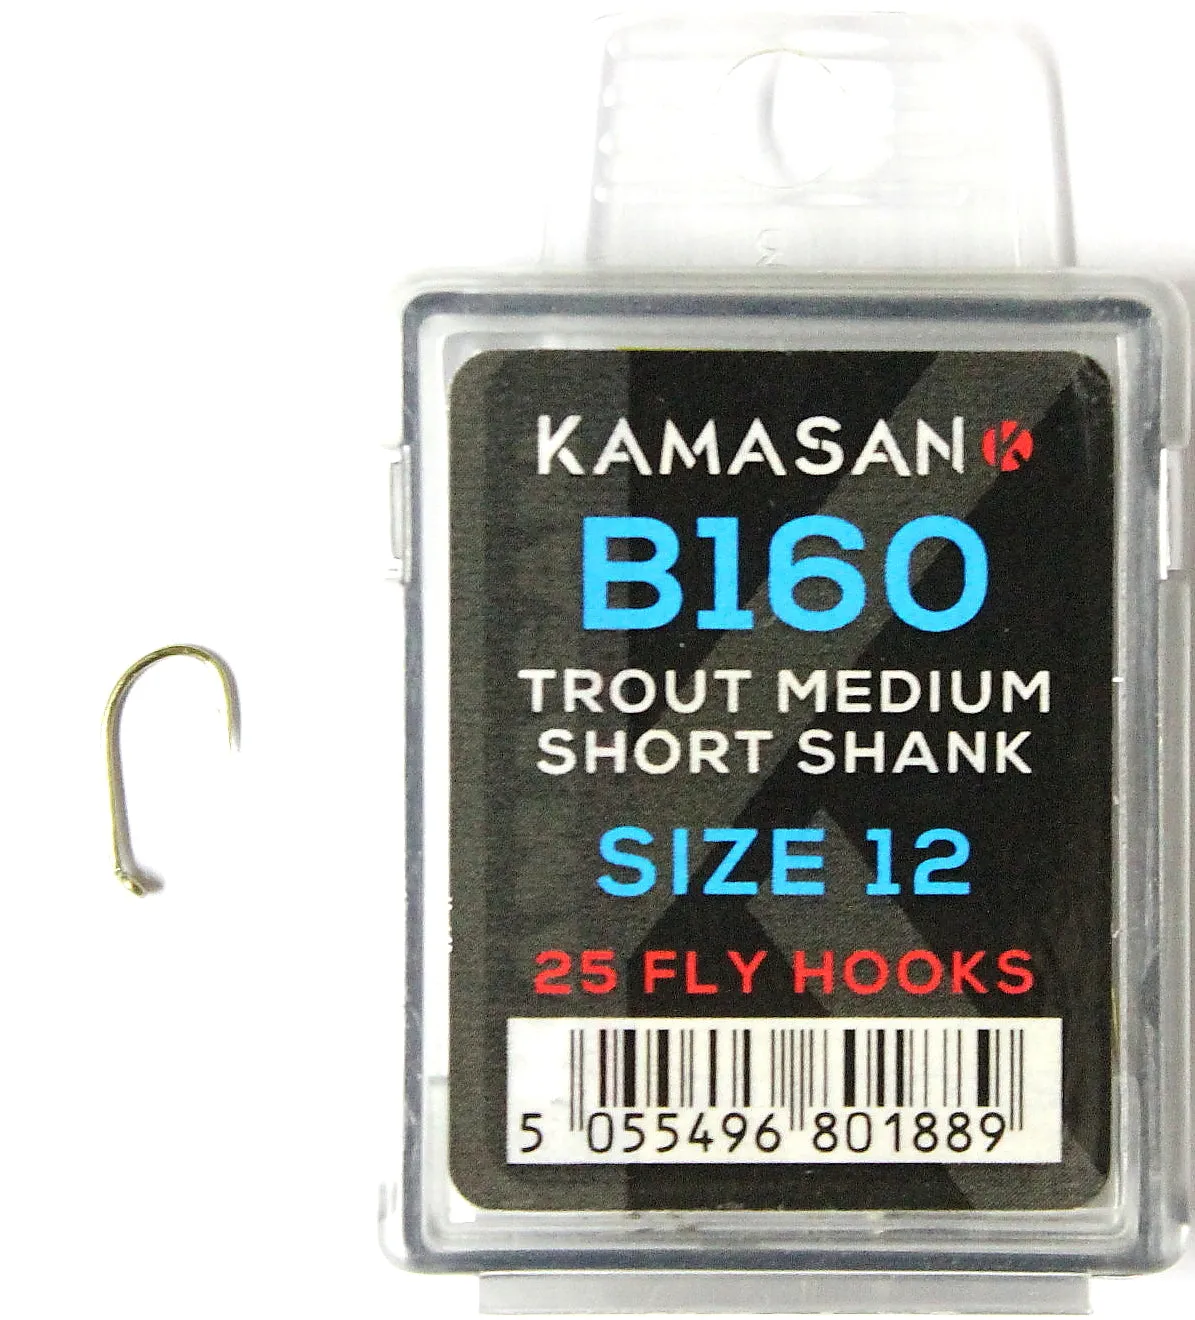 KAMASAN
B160
TROUT MEDIUM
SHORT SHANK
SIZE 12
25 FLY HOOKS
5 055496 801889